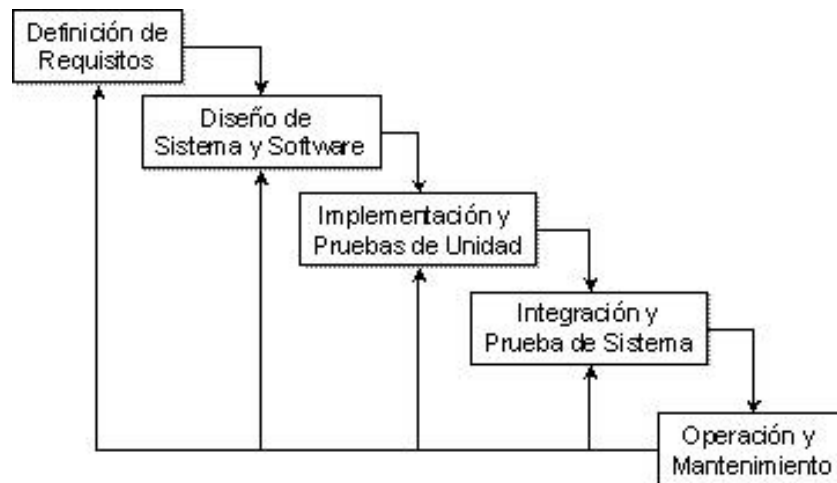 Definición de
Requisitos
Diseño de
Sistema y Software
Implementación y
Pruebas de Unidad
Integración y
Prueba de Sistema
Operación y
Mantenimiento